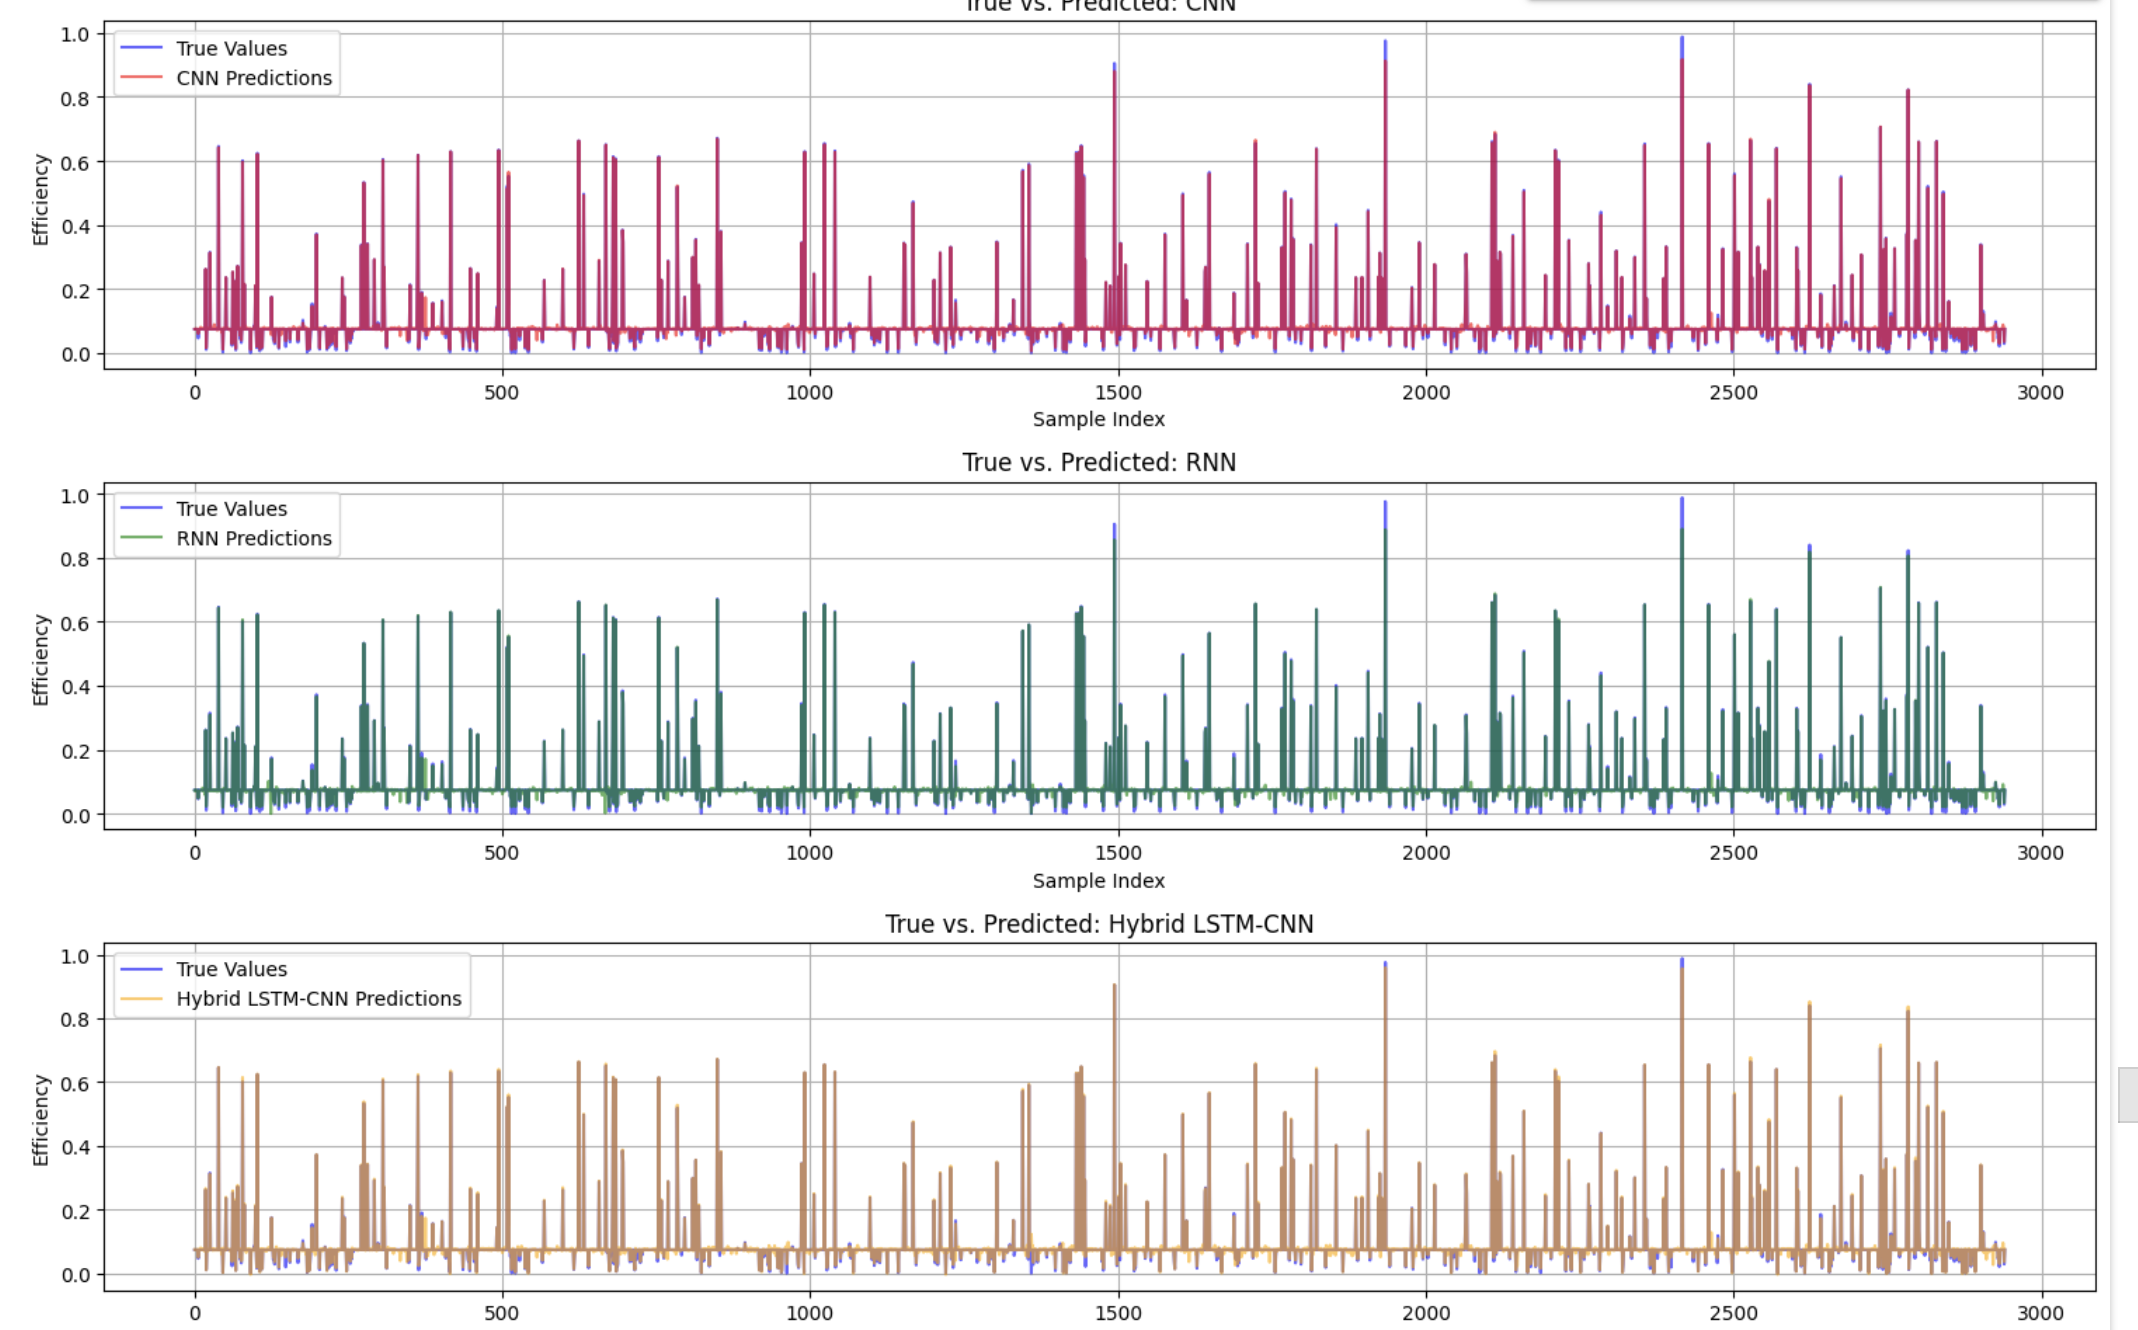 True vs. Predicted: CNN
1.0
0.8
0.6
0.4
0.2
0.0
Efficiency
True Values
CNN Predictions
0 500 1000 1500 2000 2500 3000
Sample Index
True vs. Predicted: RNN
1.0
0.8
0.6
0.4
0.2
0.0
Efficiency
True Values
RNN Predictions
0 500 1000 1500 2000 2500 3000
Sample Index
True vs. Predicted: Hybrid LSTM-CNN
1.0
0.8
0.6
0.4
0.2
0.0
Efficiency
True Values
Hybrid LSTM-CNN Predictions
0 500 1000 1500 2000 2500 3000